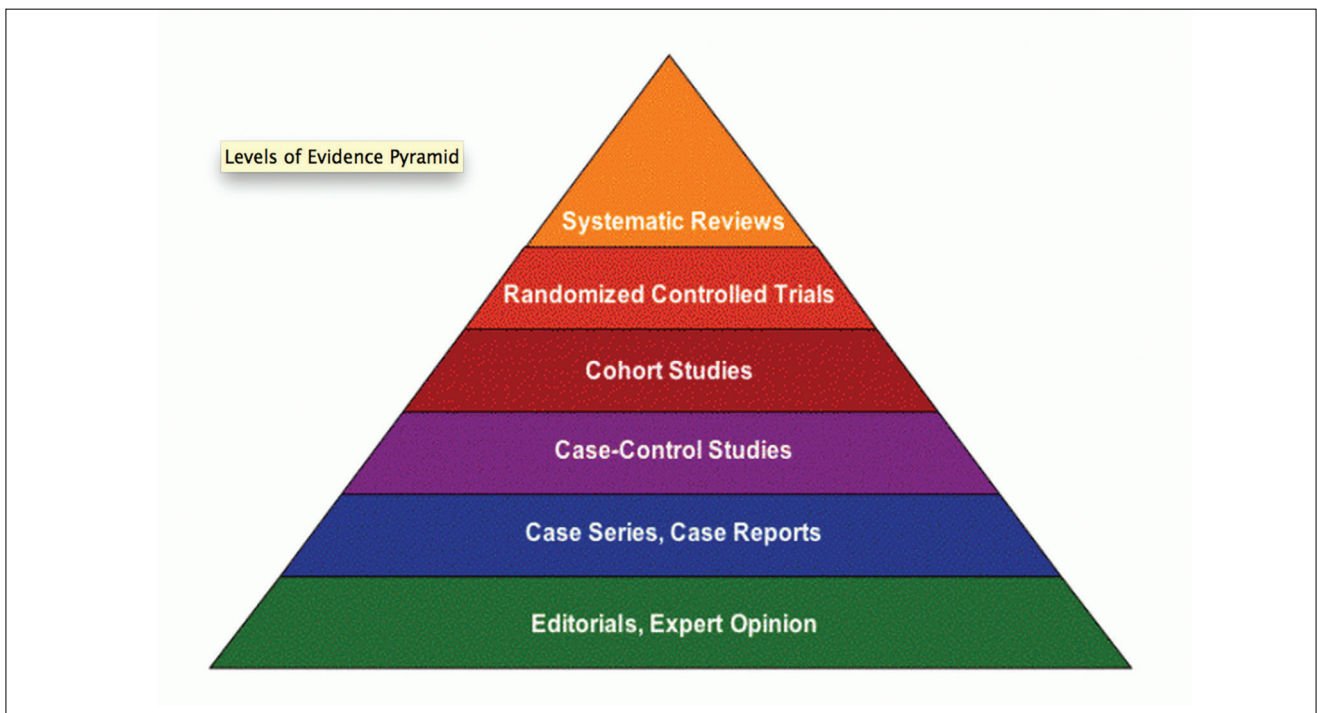 Levels of Evidence Pyramid
Systematic Reviews
Randomized Controlled Trials
Cohort Studies
Case-Control Studies
Case Series, Case Reports
Editorials, Expert Opinion